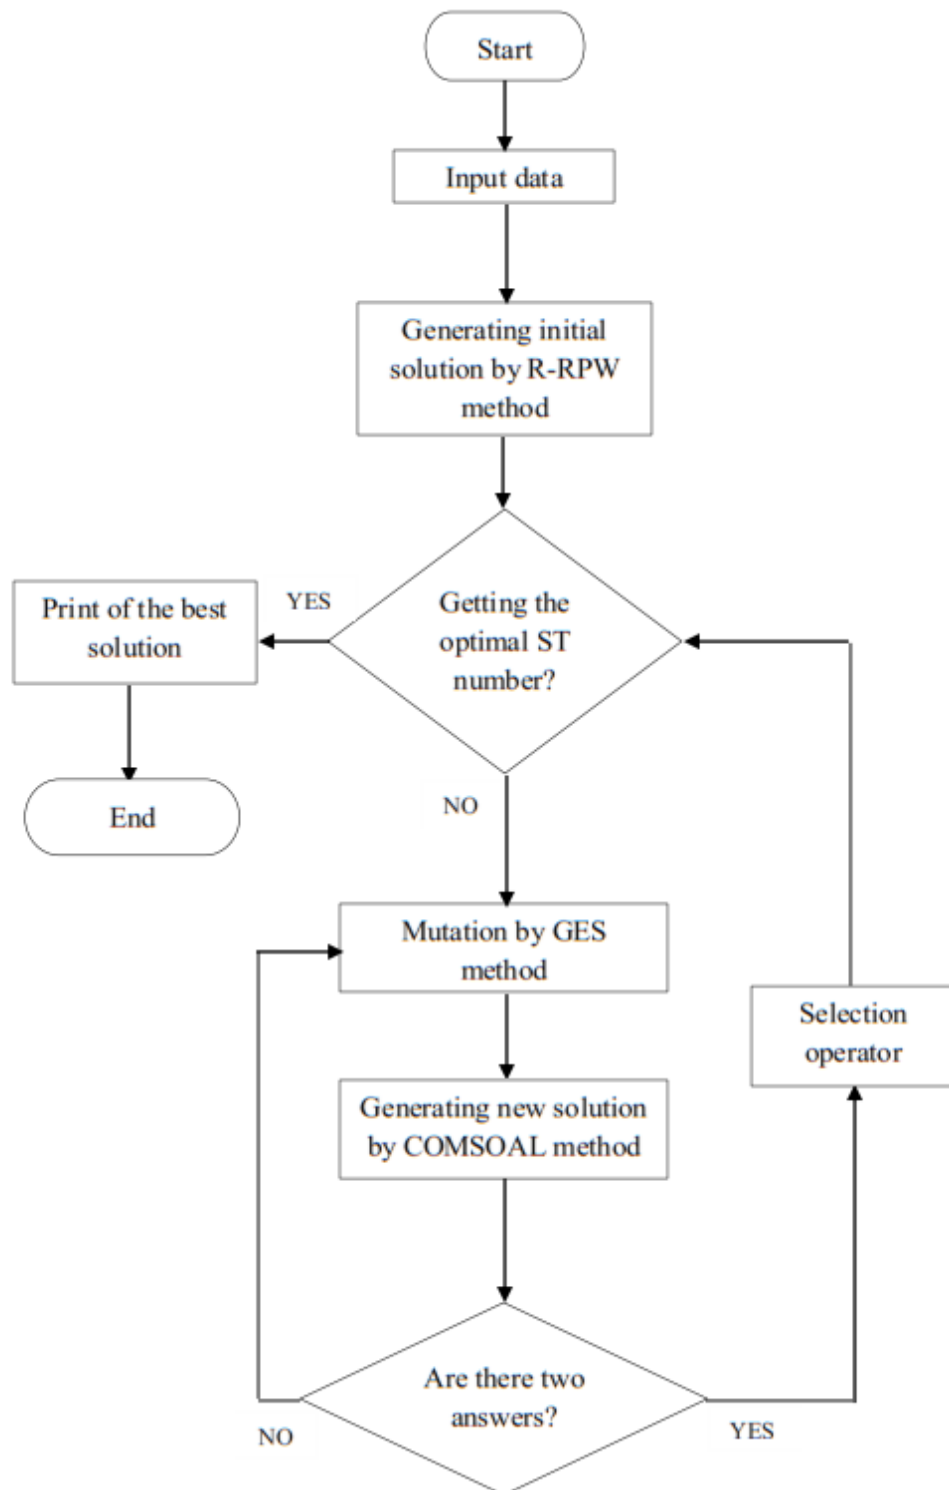 Start
Input data
Generating initial
solution by R-RPW
method
Getting the
optimal ST
number?
YES
Print of the best
solution
End
NO
Mutation by GES
method
Generating new solution
by COMSOAL method
Selection
operator
Are there two
answers?
NO
YES